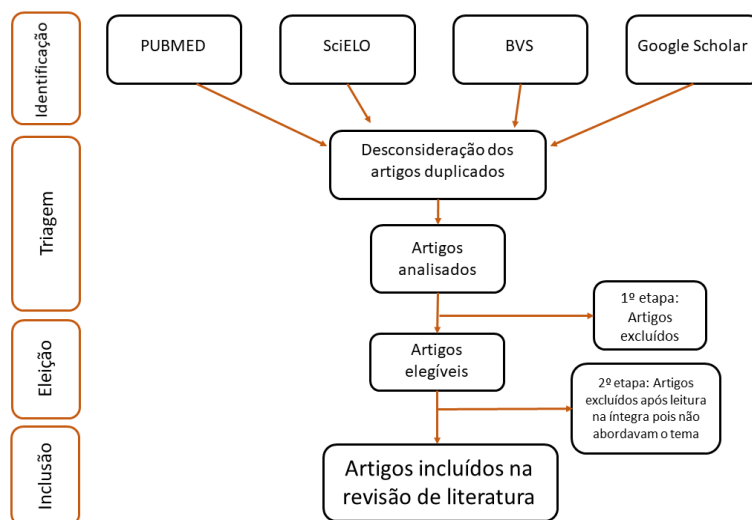 Identificação
PUBMED
SciELO
BVS
Google Scholar
Triagem
Desconsideração dos
artigos duplicados
Artigos
analisados
1º etapa:
Artigos
excluídos
Eleição
Artigos
elegíveis
2º etapa: Artigos
excluídos após leitura
na íntegra pois não
abordavam o tema
Inclusão
Artigos incluídos na
revisão de literatura